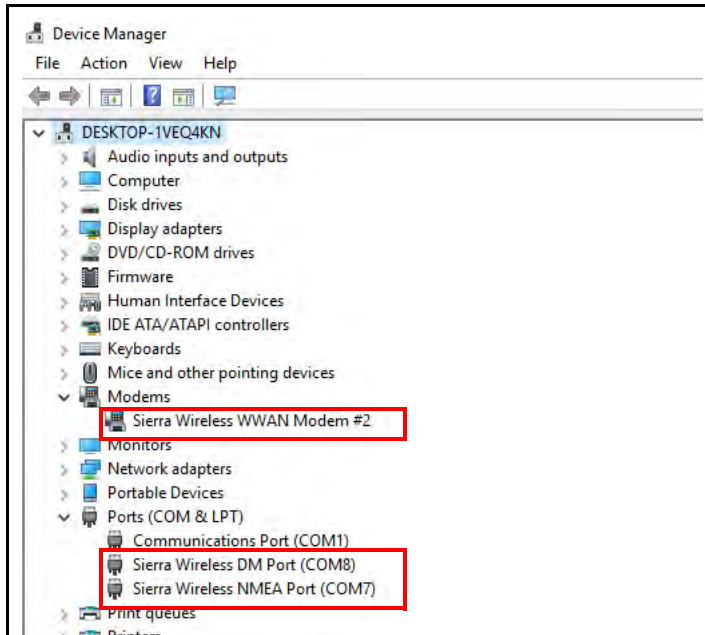 Device Manager
File Action View Help
DESKTOP-1VEQ4KN
Audio inputs and outputs
Computer
Disk drives
Display adapters
DVD/CD-ROM drives
Firmware
Human Interface Devices
IDE ATA/ATAPI controllers
Keyboards
Mice and other pointing devices
Modems
Sierra Wireless WWAN Modem #2
Monitors
Network adapters
Portable Devices
Ports (COM & LPT)
Communications Port (COM1)
Sierra Wireless DM Port (COM8)
Sierra Wireless NMEA Port (COM7)
Print queues
Printers